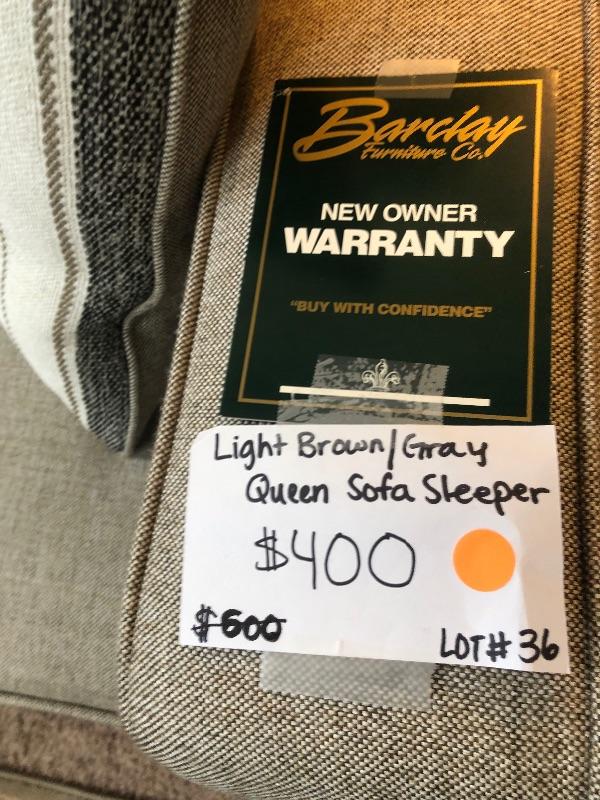 Barclay
Furniture Co.
NEW OWNER
WARRANTY
"BUY WITH CONFIDENCE"
Light Brown/Gray
Queen Sofa Sleeper
$400
$600
LOT# 36